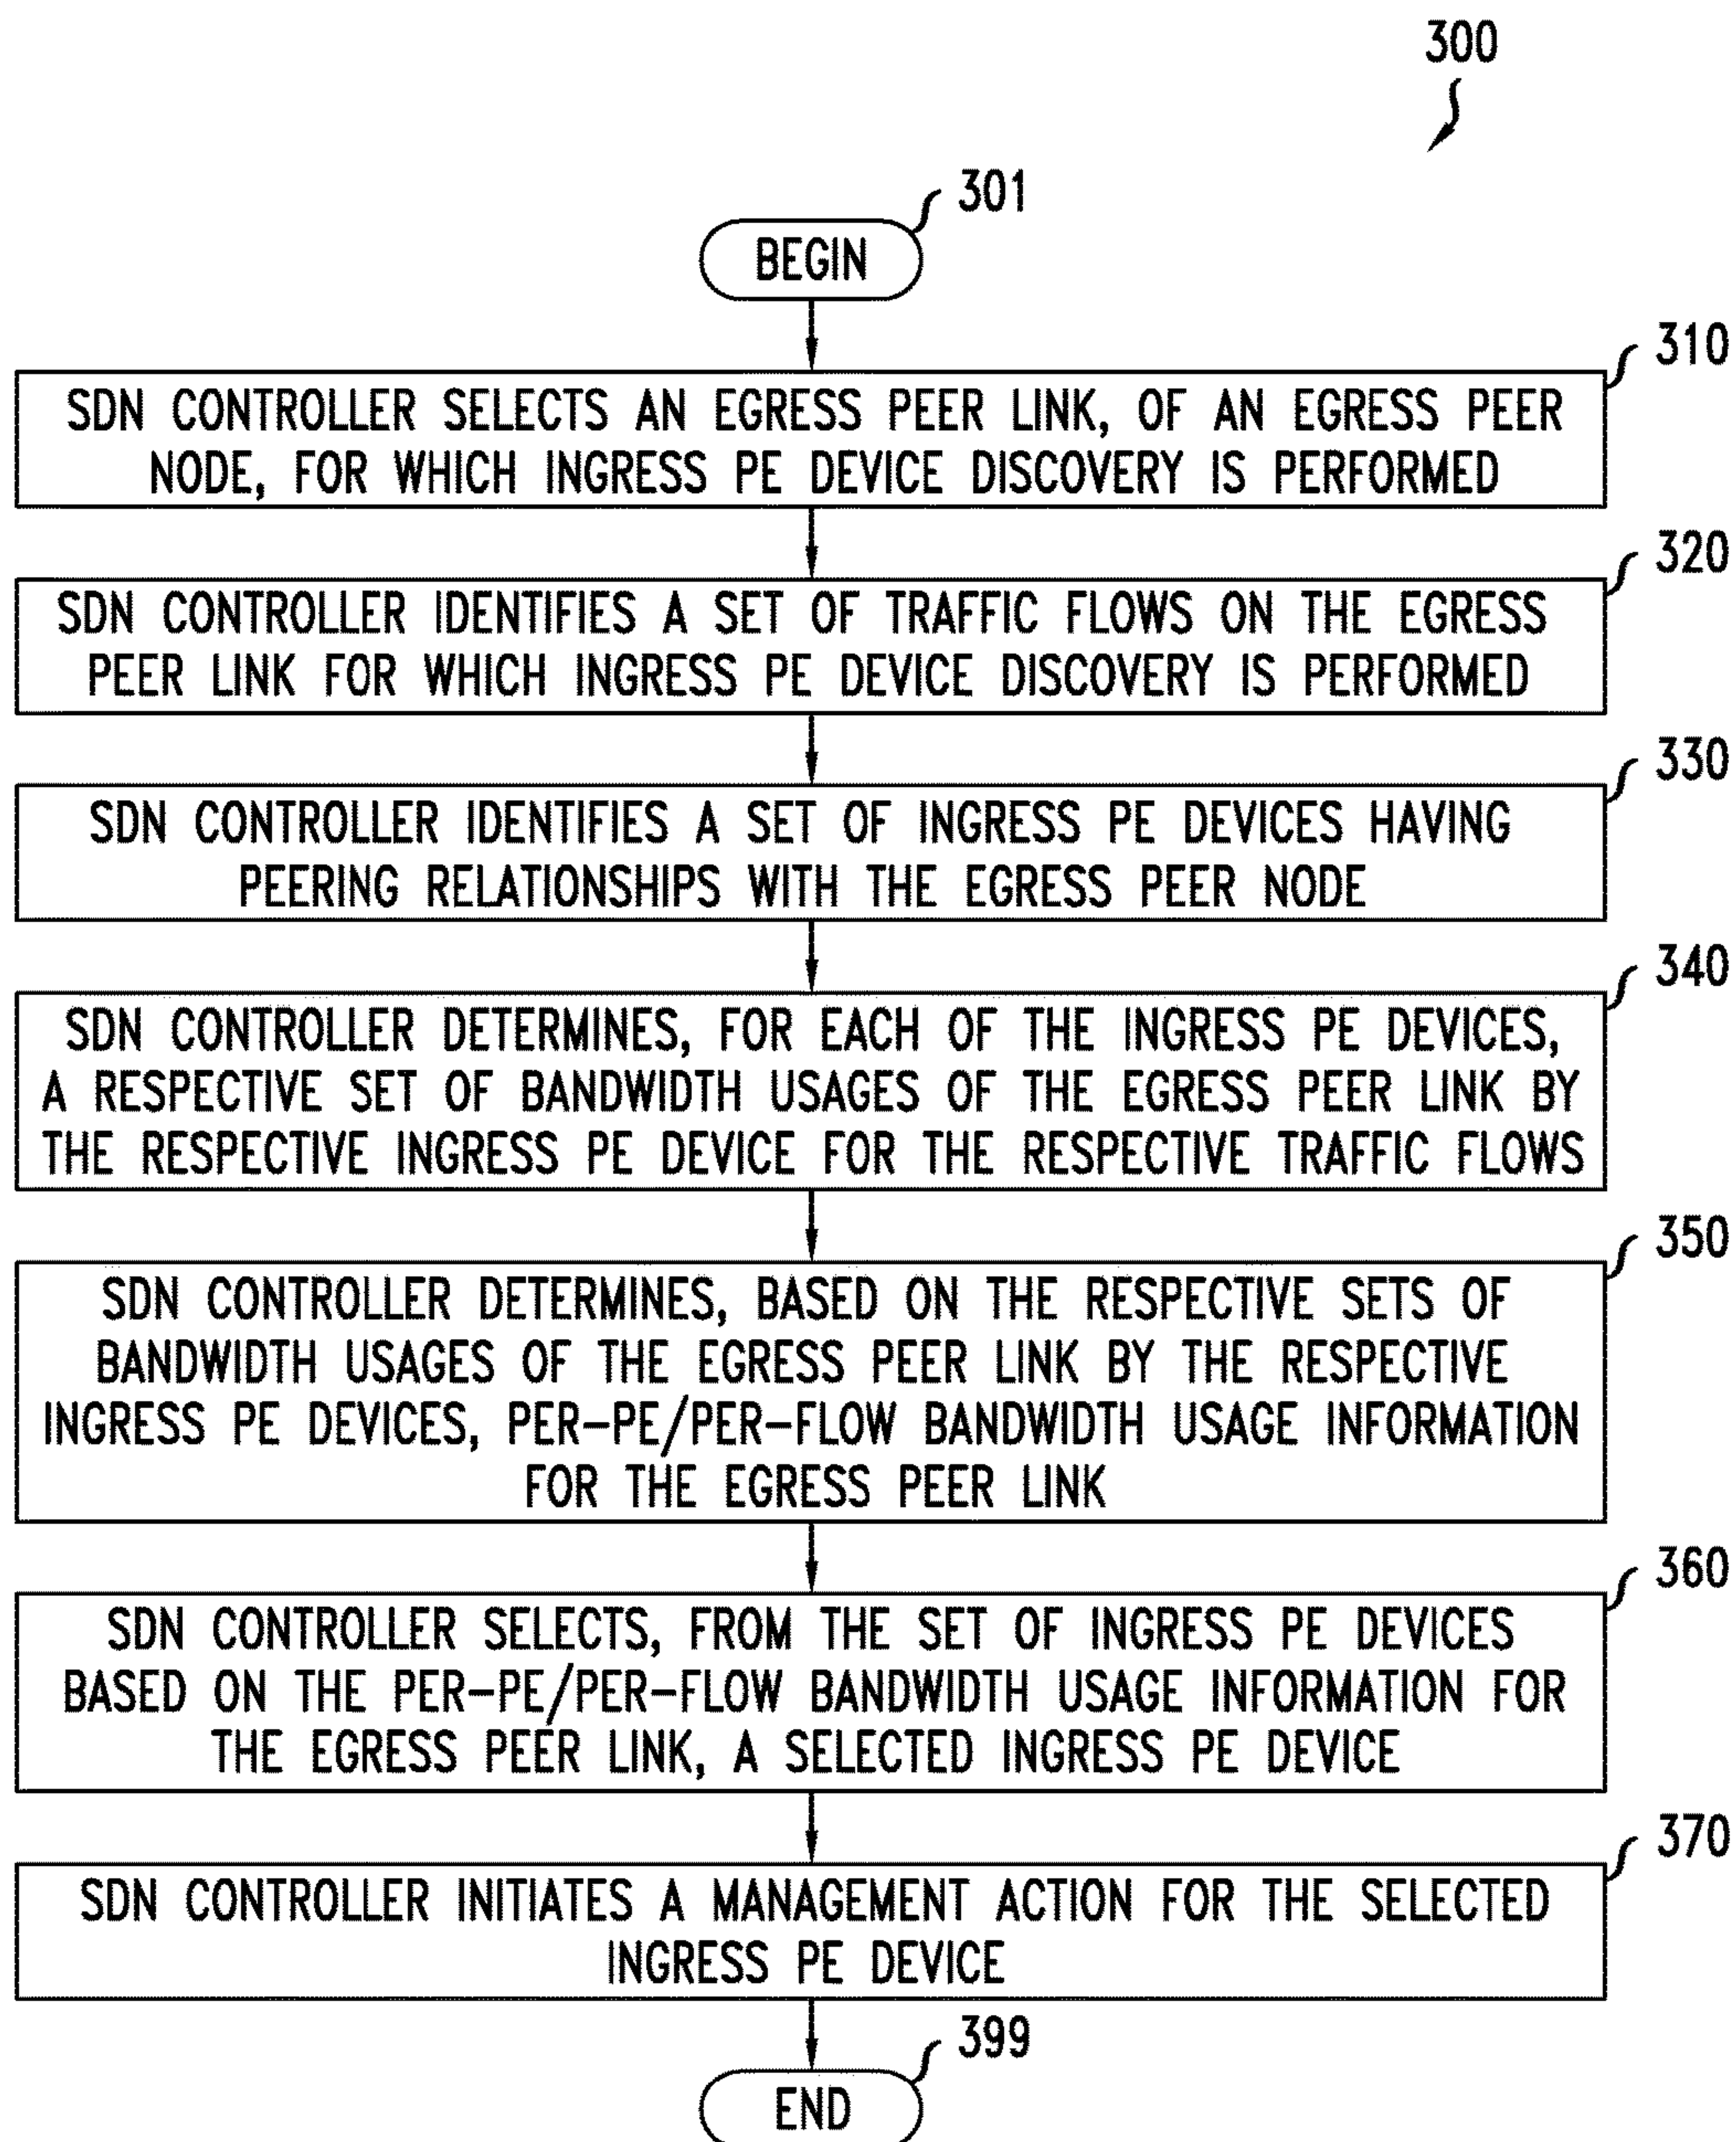 300
301
BEGIN
310
SDN CONTROLLER SELECTS AN EGRESS PEER LINK, OF AN EGRESS PEER
NODE, FOR WHICH INGRESS PE DEVICE DISCOVERY IS PERFORMED
320
SDN CONTROLLER IDENTIFIES A SET OF TRAFFIC FLOWS ON THE EGRESS
PEER LINK FOR WHICH INGRESS PE DEVICE DISCOVERY IS PERFORMED
330
SDN CONTROLLER IDENTIFIES A SET OF INGRESS PE DEVICES HAVING
PEERING RELATIONSHIPS WITH THE EGRESS PEER NODE
340
SDN CONTROLLER DETERMINES, FOR EACH OF THE INGRESS PE DEVICES,
A RESPECTIVE SET OF BANDWIDTH USAGES OF THE EGRESS PEER LINK BY
THE RESPECTIVE INGRESS PE DEVICE FOR THE RESPECTIVE TRAFFIC FLOWS
350
SDN CONTROLLER DETERMINES, BASED ON THE RESPECTIVE SETS OF
BANDWIDTH USAGES OF THE EGRESS PEER LINK BY THE RESPECTIVE
INGRESS PE DEVICES, PER-PE/PER-FLOW BANDWIDTH USAGE INFORMATION
FOR THE EGRESS PEER LINK
360
SDN CONTROLLER SELECTS, FROM THE SET OF INGRESS PE DEVICES
BASED ON THE PER-PE/PER-FLOW BANDWIDTH USAGE INFORMATION FOR
THE EGRESS PEER LINK, A SELECTED INGRESS PE DEVICE
370
SDN CONTROLLER INITIATES A MANAGEMENT ACTION FOR THE SELECTED
INGRESS PE DEVICE
399
END